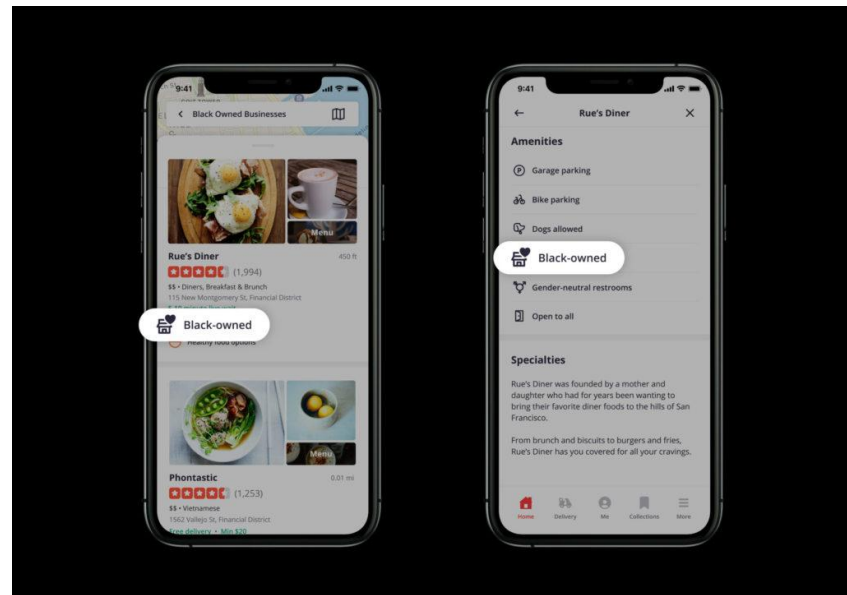 9:41
Black Owned Businesses
Menu
Rue's Diner
450 ft
(1,994)
$$ • Diners, Breakfast & Brunch
115 New Montgomery St, Financial District
Black-owned
Healthy food options
Menu
Phontastic
0.01 mi
(1,253)
$$ • Vietnamese
1562 Vallejo St, Financial District
Free delivery • Min $20
9:41
Rue's Diner
Amenities
P
Garage parking
Bike parking
Dogs allowed
Black-owned
Gender-neutral restrooms
Open to all
Specialties
Rue's Diner was founded by a mother and
daughter who had for years been wanting to
bring their favorite diner foods to the hills of San
Francisco.
From brunch and biscuits to burgers and fries,
Rue's Diner has you covered for all your cravings.
Home
Delivery
Me
Collections
More